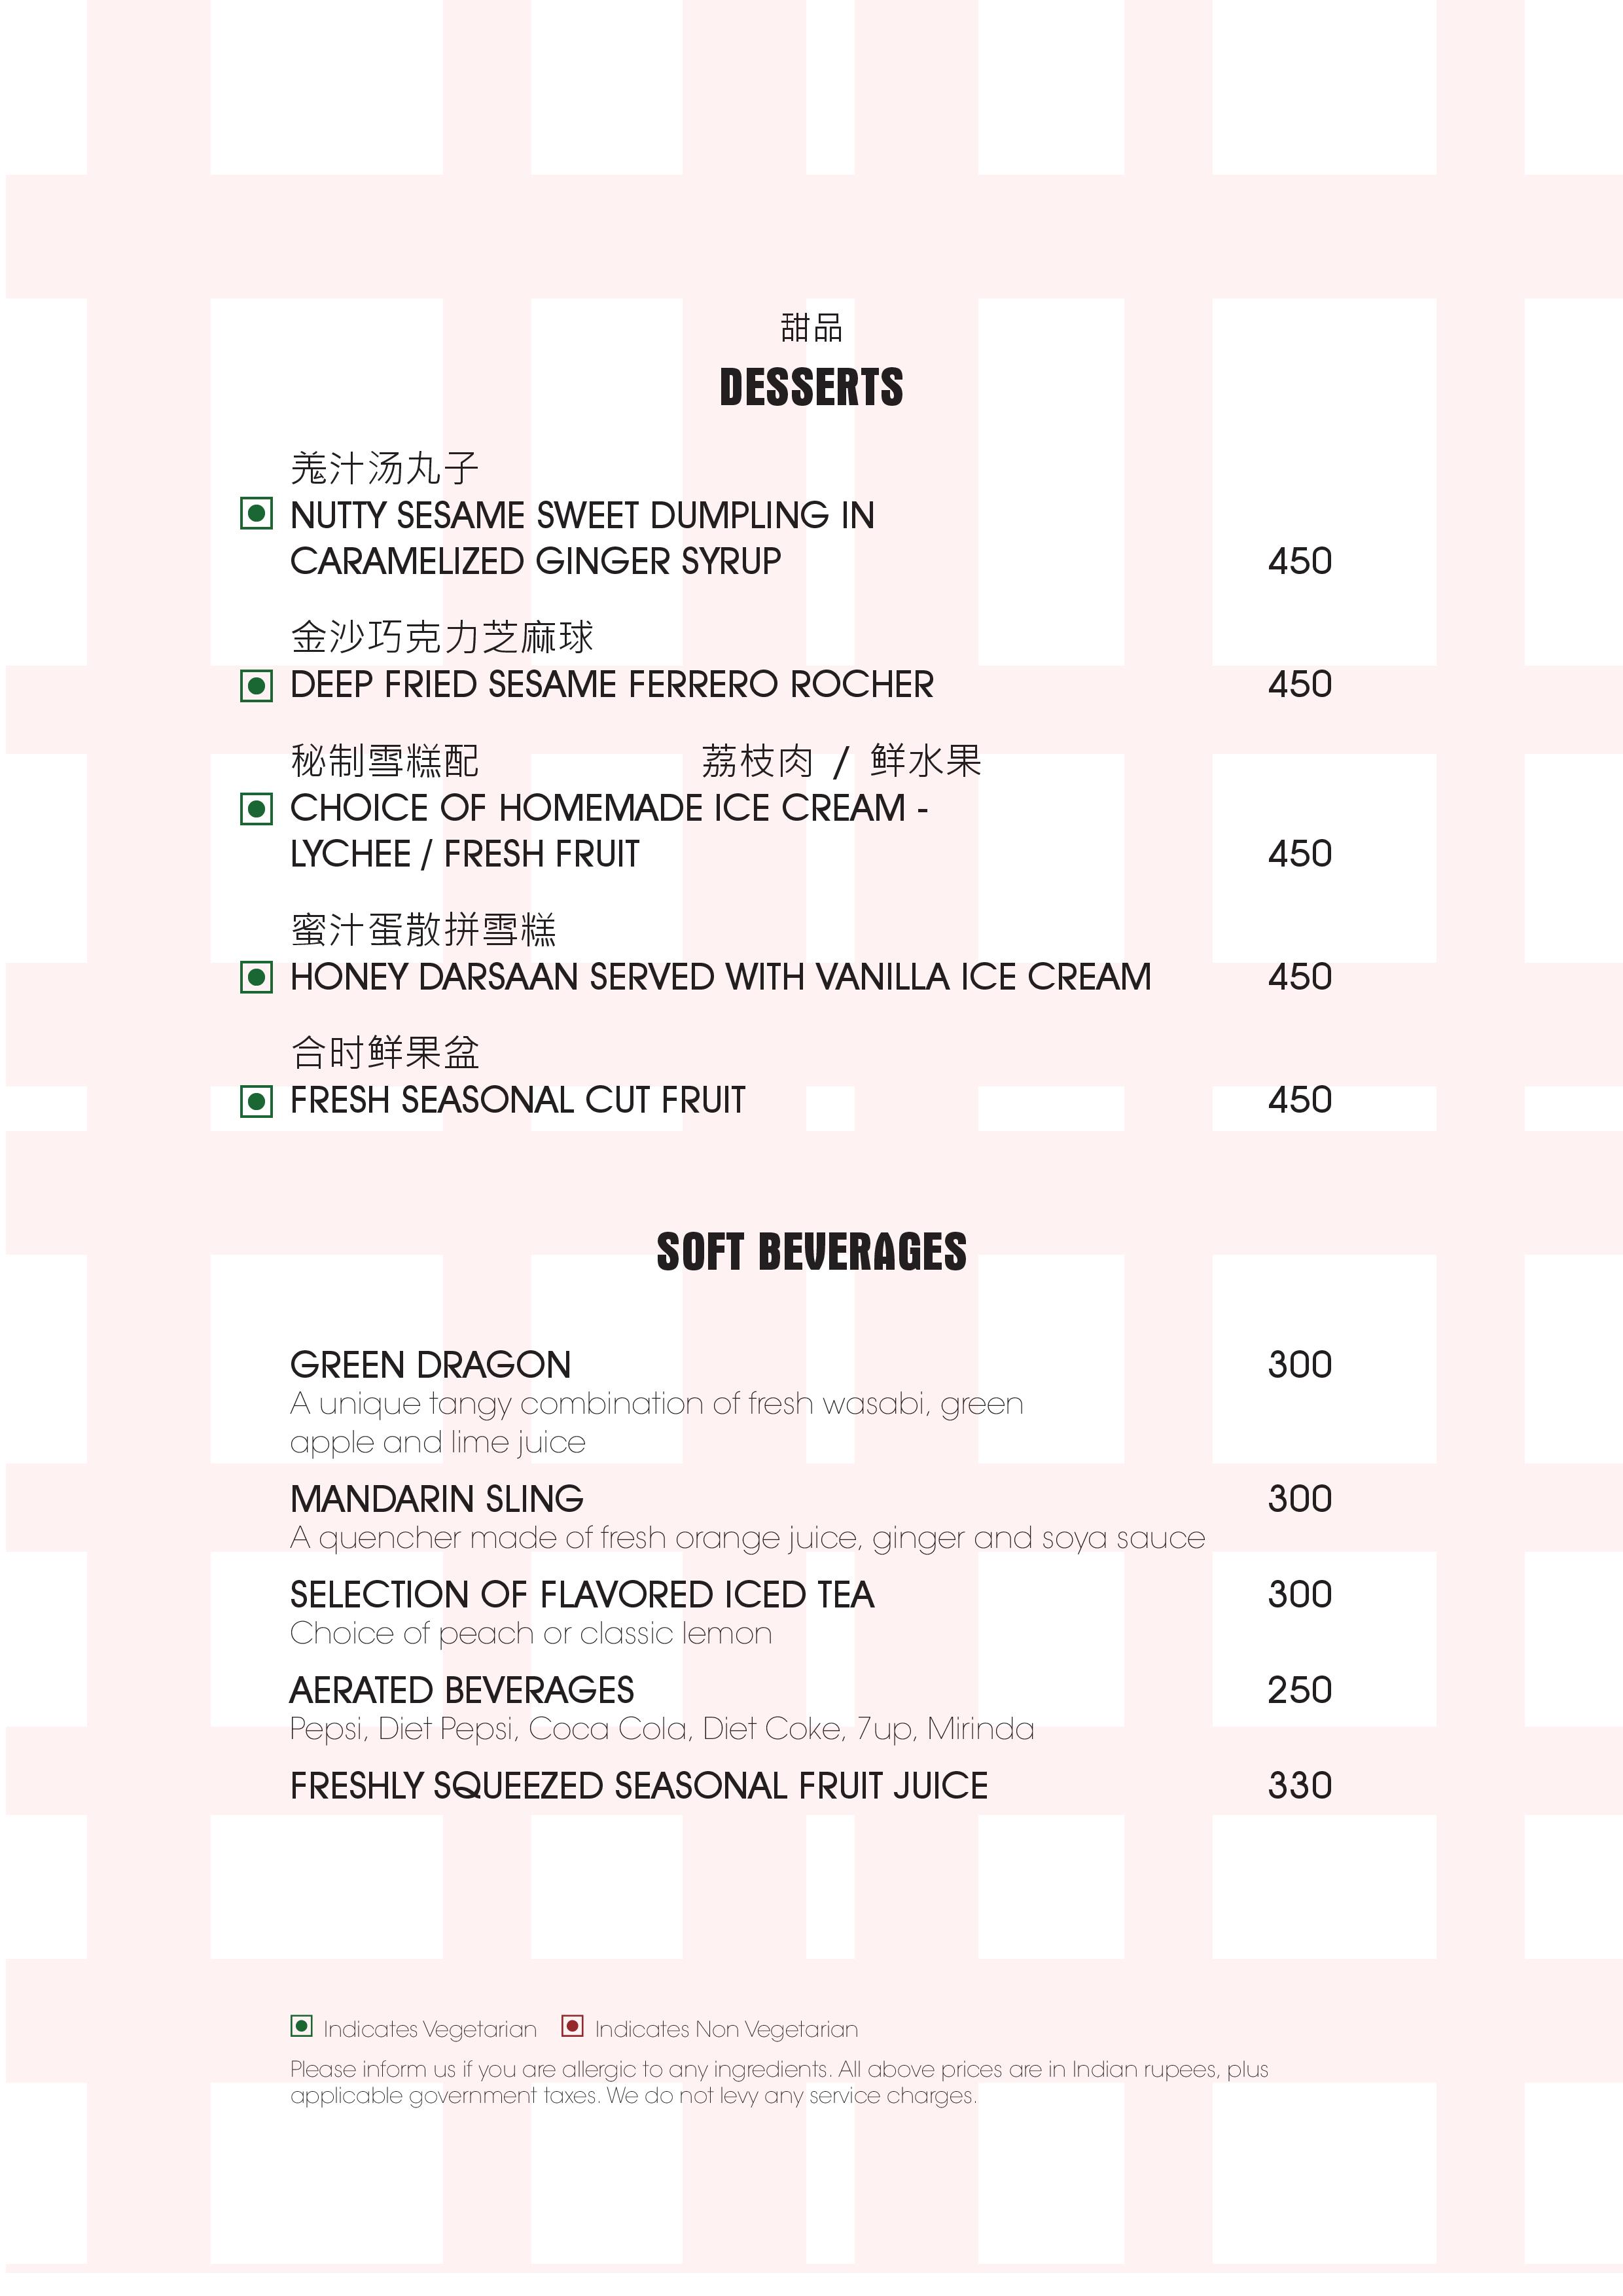 甜品
DESSERTS
羗汁汤丸子
NUTTY SESAME SWEET DUMPLING IN
CARAMELIZED GINGER SYRUP 450
金沙巧克力芝麻球
DEEP FRIED SESAME FERRERO ROCHER 450
秘制雪糕配 荔枝肉 / 鲜水果
CHOICE OF HOMEMADE ICE CREAM -
LYCHEE / FRESH FRUIT 450
蜜汁蛋散拼雪糕
HONEY DARSAAN SERVED WITH VANILLA ICE CREAM 450
合时鲜果盆
FRESH SEASONAL CUT FRUIT 450
SOFT BEVERAGES
GREEN DRAGON 300
A unique tangy combination of fresh wasabi, green
apple and lime juice
MANDARIN SLING 300
A quencher made of fresh orange juice, ginger and soya sauce
SELECTION OF FLAVORED ICED TEA 300
Choice of peach or classic lemon
AERATED BEVERAGES 250
Pepsi, Diet Pepsi, Coca Cola, Diet Coke, 7up, Mirinda
FRESHLY SQUEEZED SEASONAL FRUIT JUICE 330
Indicates Vegetarian Indicates Non Vegetarian
Please inform us if you are allergic to any ingredients. All above prices are in Indian rupees, plus
applicable government taxes. We do not levy any service charges.